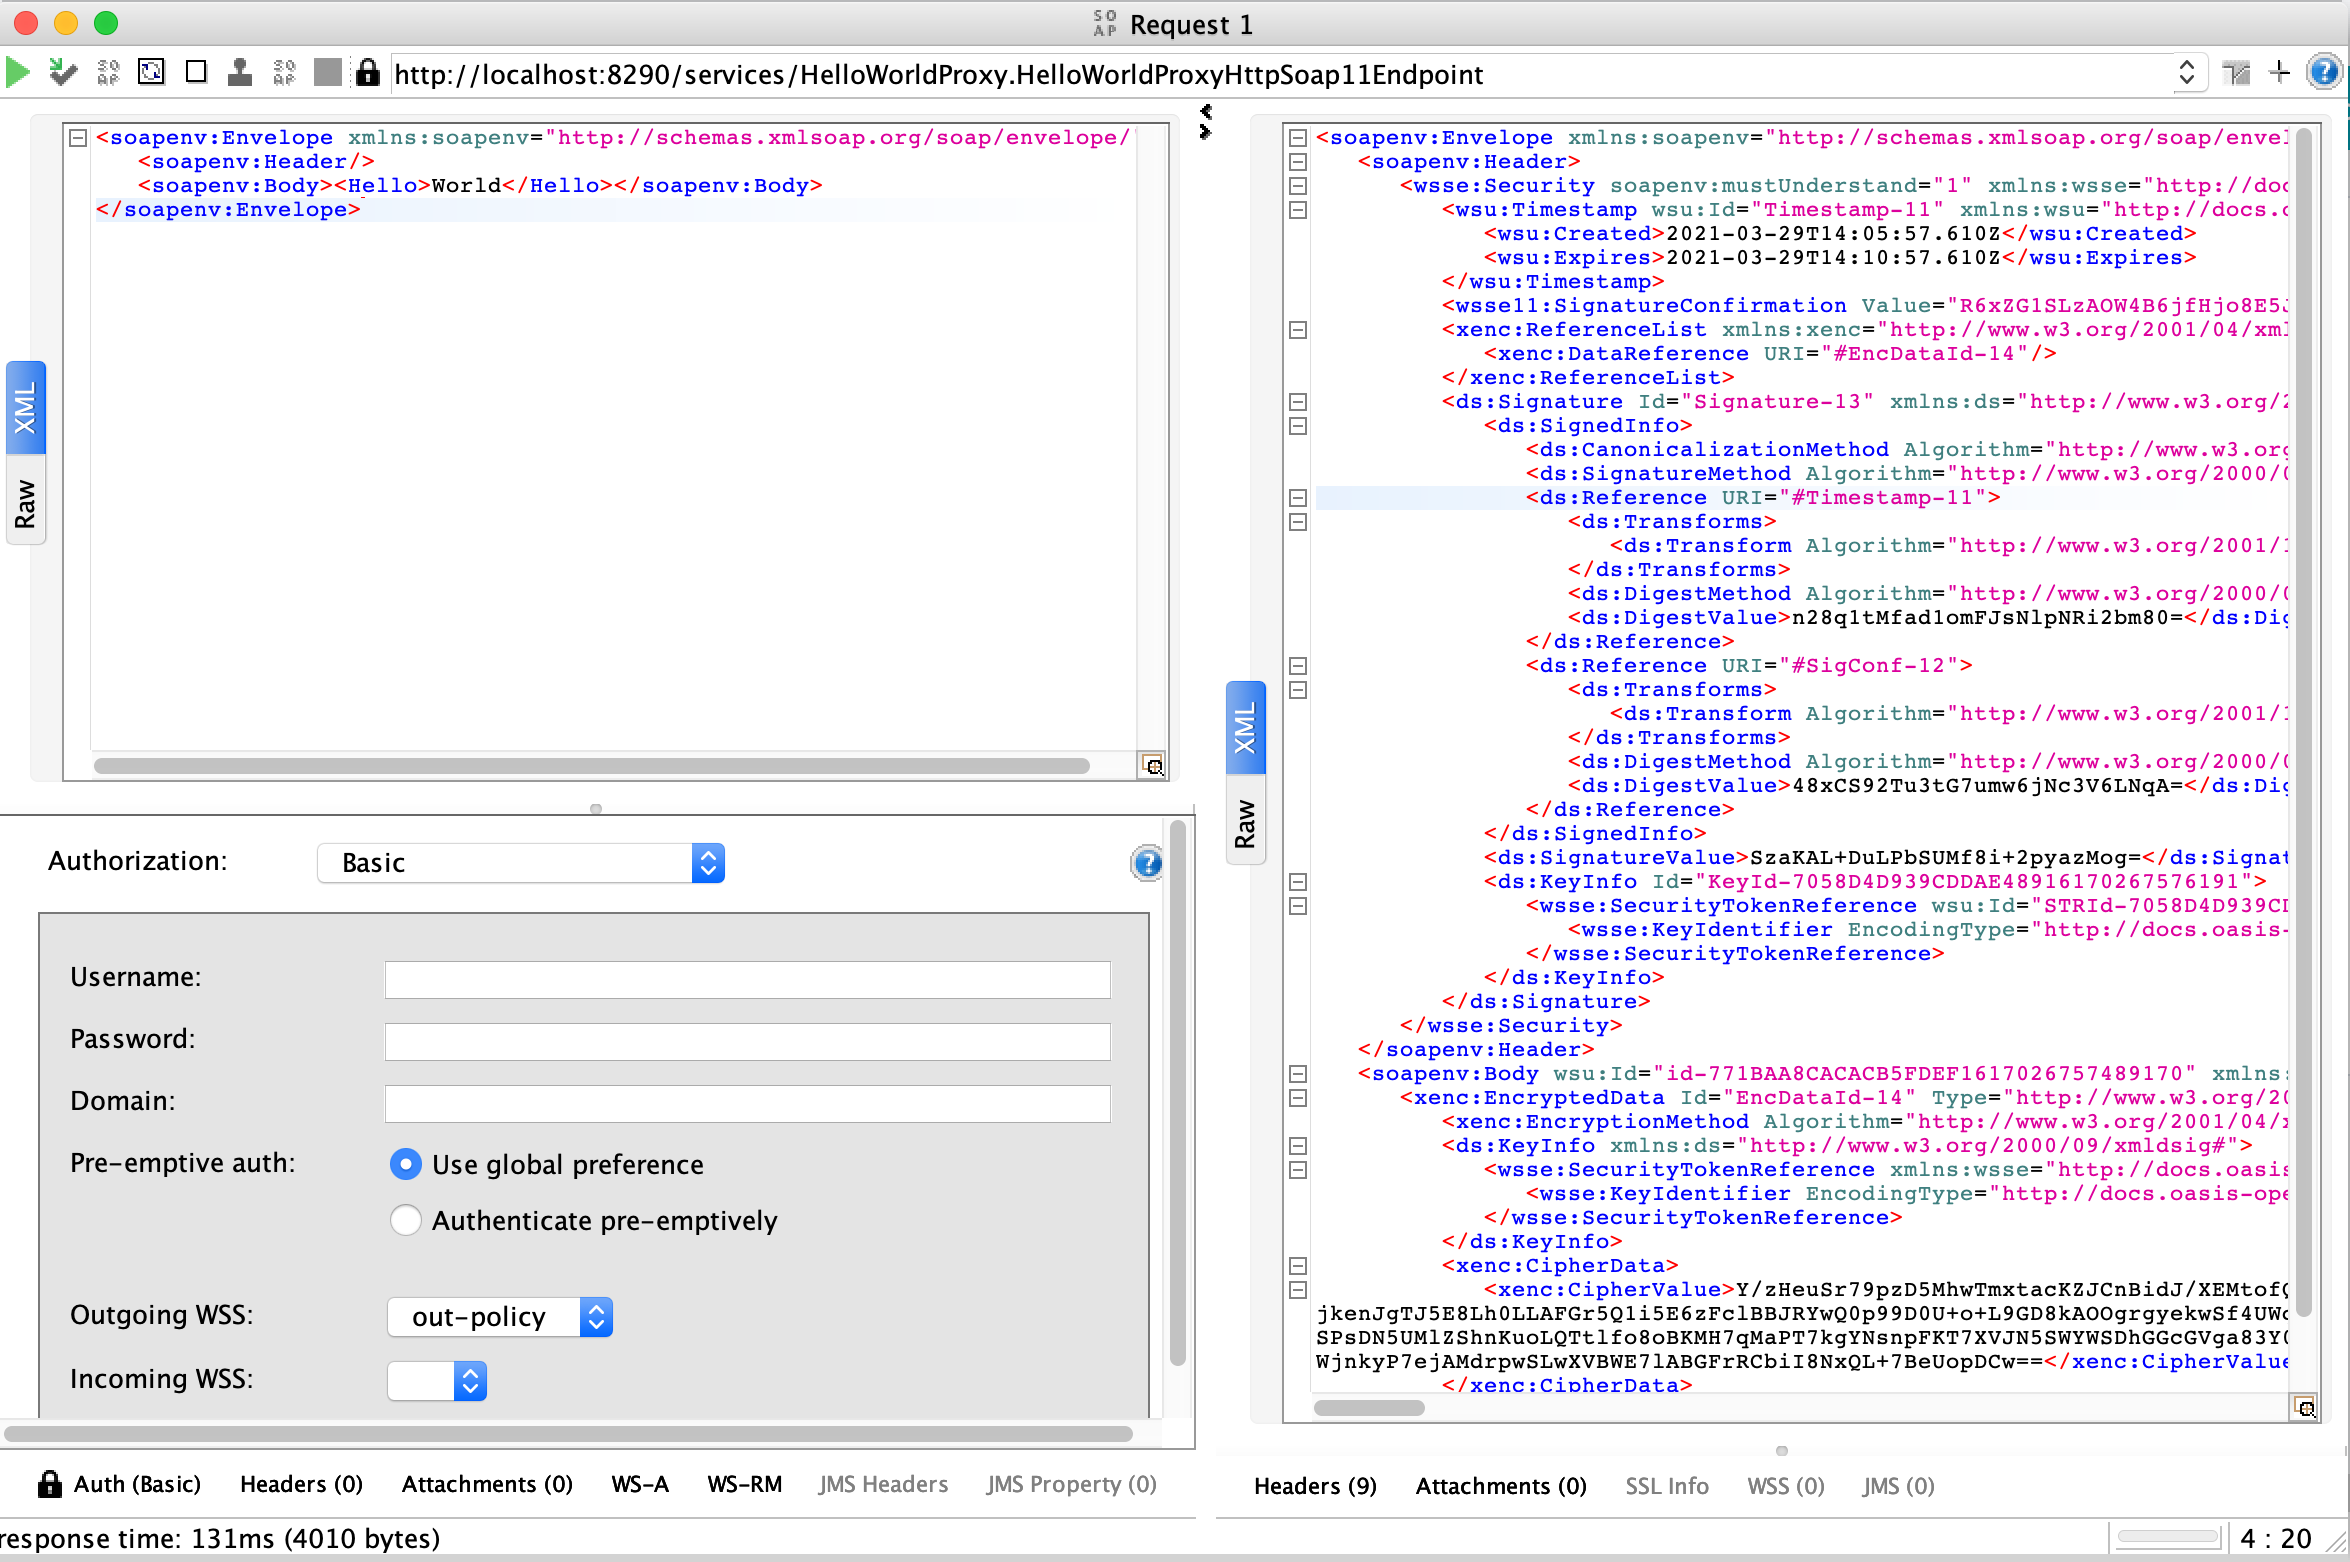 SO
AP
Request 1
http://localhost:8290/services/HelloWorldProxy.HelloWorldProxyHttpSoap11Endpoint
XML
Raw
<soapenv:Envelope xmlns:soapenv="http://schemas.xmlsoap.org/soap/envelope/
<soapenv:Header/>
<soapenv:Body><Hello>World</Hello></soapenv:Body>
</soapenv:Envelope>
Authorization: Basic
Username:
Password:
Domain:
Pre-emptive auth: Use global preference
Authenticate pre-emptively
Outgoing WSS: out-policy
Incoming WSS:
Auth (Basic) Headers (0) Attachments (0) WS-A WS-RM JMS Headers JMS Property (0)
response time: 131ms (4010 bytes)
XML
Raw
<soapenv:Envelope xmlns:soapenv="http://schemas.xmlsoap.org/soap/envel
<soapenv:Header>
<wsse:Security soapenv:mustUnderstand="1" xmlns:wsse="http://doc
<wsu:Timestamp wsu:Id="Timestamp-11" xmlns:wsu="http://docs.o
<wsu:Created>2021-03-29T14:05:57.610Z</wsu:Created>
<wsu:Expires>2021-03-29T14:10:57.610Z</wsu:Expires>
</wsu:Timestamp>
<wsse11:SignatureConfirmation Value="R6xZG1SLzAOW4B6jfHjo8E5J
<xenc:ReferenceList xmlns:xenc="http://www.w3.org/2001/04/xml
<xenc:DataReference URI="#EncDataId-14"/>
</xenc:ReferenceList>
<ds:Signature Id="Signature-13" xmlns:ds="http://www.w3.org/2
<ds:SignedInfo>
<ds:CanonicalizationMethod Algorithm="http://www.w3.org
<ds:SignatureMethod Algorithm="http://www.w3.org/2000/0
<ds:Reference URI="#Timestamp-11">
<ds:Transforms>
<ds:Transform Algorithm="http://www.w3.org/2001/1
</ds:Transforms>
<ds:DigestMethod Algorithm="http://www.w3.org/2000/0
<ds:DigestValue>n28q1tMfad1omFJsNlpNRi2bm80=</ds:Dig
</ds:Reference>
<ds:Reference URI="#SigConf-12">
<ds:Transforms>
<ds:Transform Algorithm="http://www.w3.org/2001/1
</ds:Transforms>
<ds:DigestMethod Algorithm="http://www.w3.org/2000/0
<ds:DigestValue>48xCS92Tu3tG7umw6jNc3V6LNqA=</ds:Dig
</ds:Reference>
</ds:SignedInfo>
<ds:SignatureValue>SzaKAL+DuLPbSUMf8i+2pyazMog=</ds:Signat
<ds:KeyInfo Id="KeyId-7058D4D939CDDAE489161702675 76191">
<wsse:SecurityTokenReference wsu:Id="STRId-7058D4D939CD
<wsse:KeyIdentifier EncodingType="http://docs.oasis-
</wsse:SecurityTokenReference>
</ds:KeyInfo>
</ds:Signature>
</wsse:Security>
</soapenv:Header>
<soapenv:Body wsu:Id="id-771BAA8CACACB5FDEF1617026757489170" xmlns:
<xenc:EncryptedData Id="EncDataId-14" Type="http://www.w3.org/20
<xenc:EncryptionMethod Algorithm="http://www.w3.org/2001/04/x
<ds:KeyInfo xmlns:ds="http://www.w3.org/2000/09/xmldsig#">
<wsse:SecurityTokenReference xmlns:wsse="http://docs.oasis
<wsse:KeyIdentifier EncodingType="http://docs.oasis-ope
</wsse:SecurityTokenReference>
</ds:KeyInfo>
<xenc:CipherData>
<xenc:CipherValue>Y/zHeuSr79pzD5MhwTmxtacKZJCnBidJ/XEMtofQ
jkenJgTJ5E8Lh0LLAFGr5Q1i5E6zFclBBJRYwQ0p99D0U+o+L9GD8kAOOgrgyekwSf4UWo
SPsDN5UMlZShnKuoLQTtlfo8oBKMH7qMaPT7kgYNsnpFKT7XVJN5SWYWSDhGGcGVga83Y0
WjnkyP7ejAMdrpwSLwXVBWE7lABGFrRCbiI8NxQL+7BeUopDCw==</xenc:CipherValue
</xenc:CipherData>
Headers (9) Attachments (0) SSL Info WSS (0) JMS (0)
4 : 20